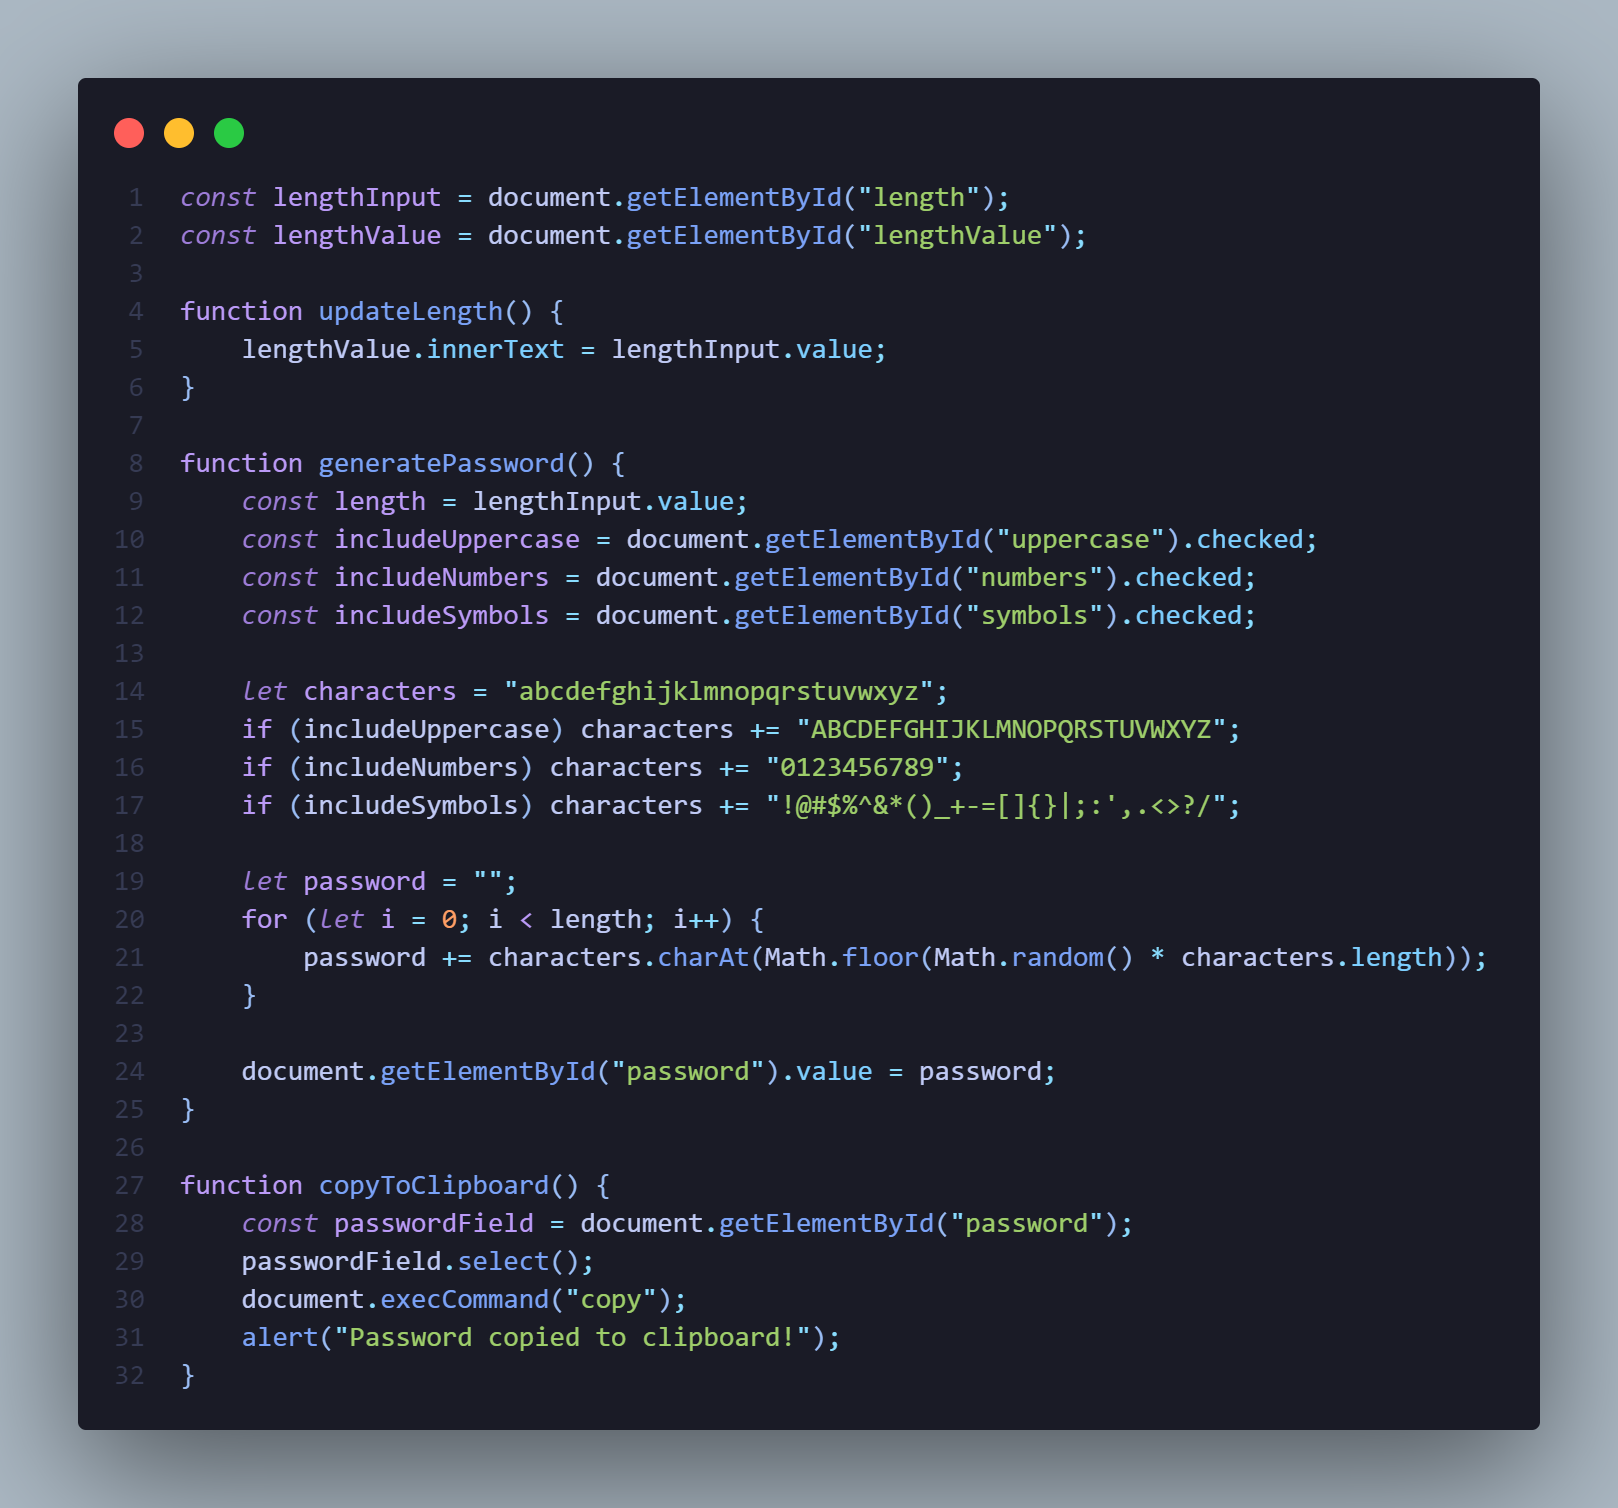 1 const lengthInput = document.getElementById("length");
2 const lengthValue = document.getElementById("lengthValue");
3
4 function updateLength() {
5     lengthValue.innerText = lengthInput.value;
6 }
7
8 function generatePassword() {
9     const length = lengthInput.value;
10     const includeUppercase = document.getElementById("uppercase").checked;
11     const includeNumbers = document.getElementById("numbers").checked;
12     const includeSymbols = document.getElementById("symbols").checked;
13
14     let characters = "abcdefghijklmnopqrstuvwxyz";
15     if (includeUppercase) characters += "ABCDEFGHIJKLMNOPQRSTUVWXYZ";
16     if (includeNumbers) characters += "0123456789";
17     if (includeSymbols) characters += "!@#$%^&*()_+-=[]{}|;:',.<>?/";
18
19     let password = "";
20     for (let i = 0; i < length; i++) {
21         password += characters.charAt(Math.floor(Math.random() * characters.length));
22     }
23
24     document.getElementById("password").value = password;
25 }
26
27 function copyToClipboard() {
28     const passwordField = document.getElementById("password");
29     passwordField.select();
30     document.execCommand("copy");
31     alert("Password copied to clipboard!");
32 }